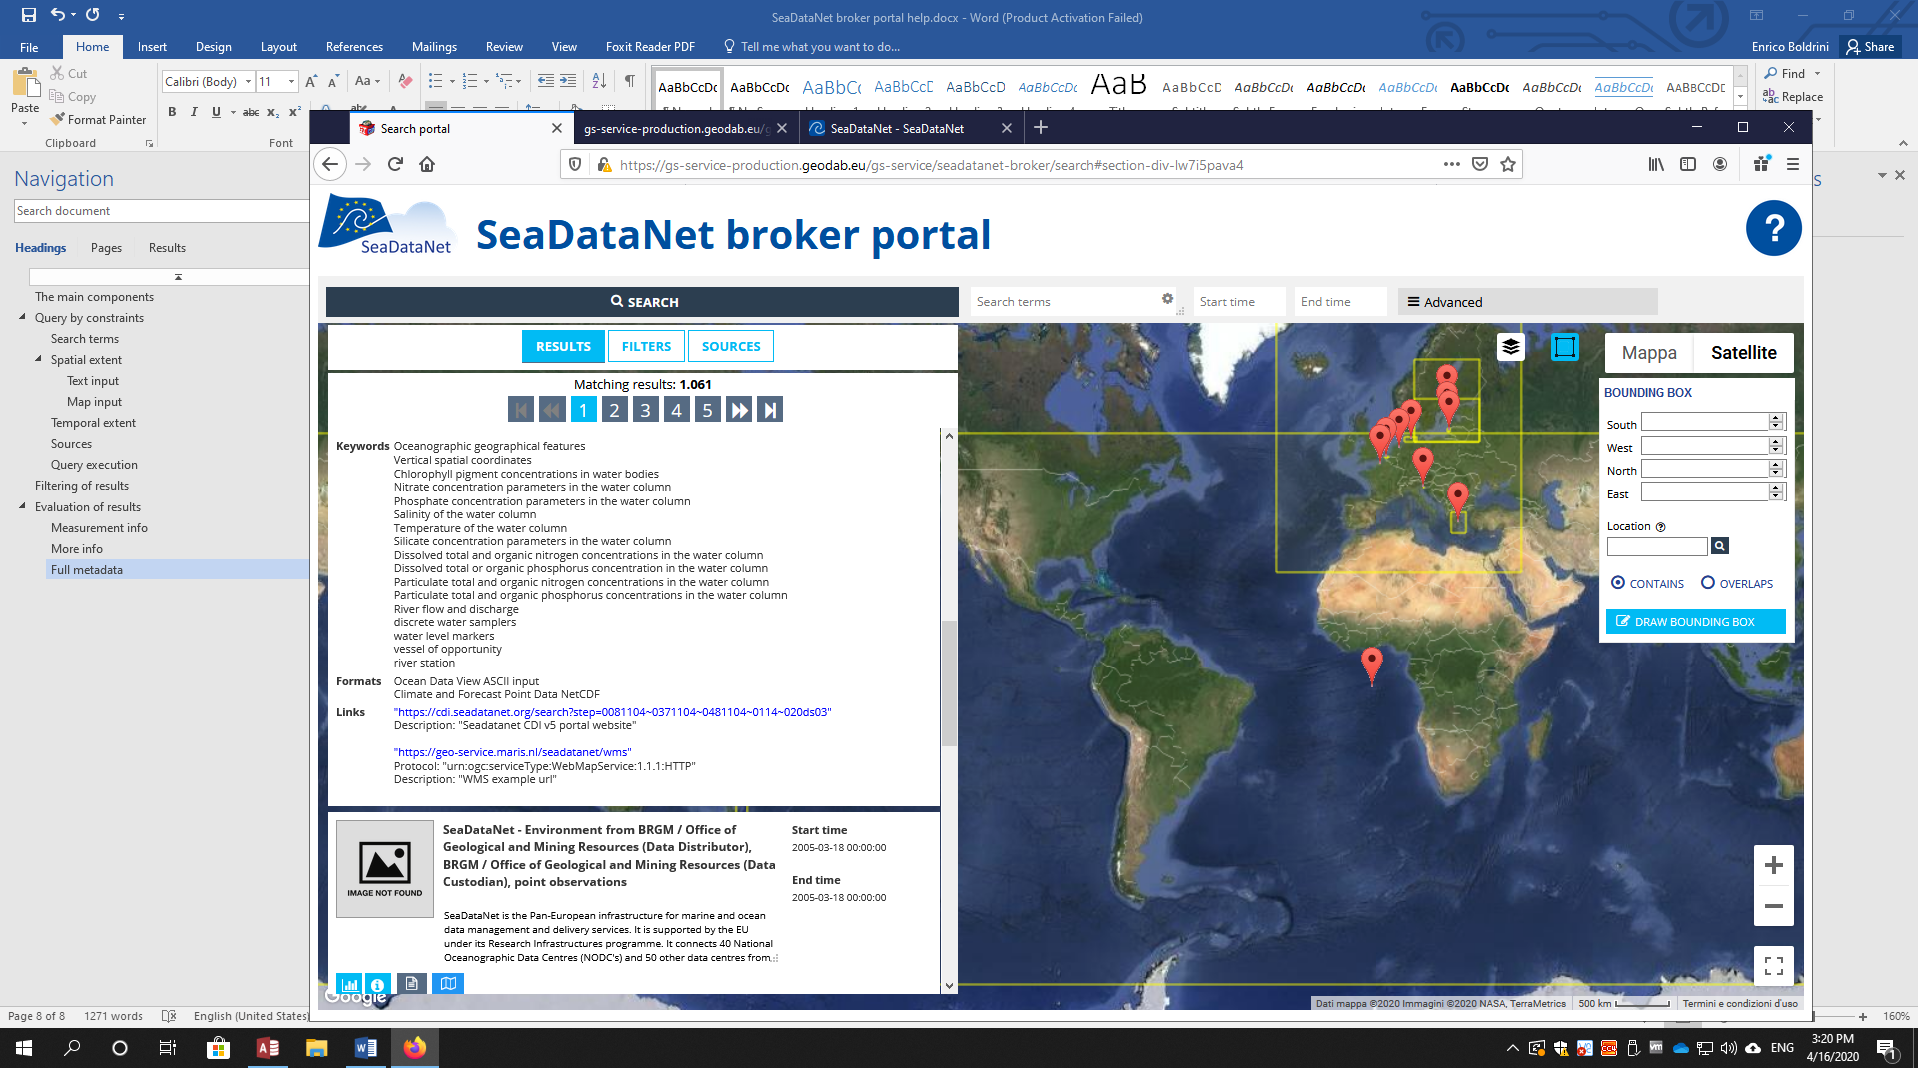 SeaDataNet broker portal help.docx - Word (Product Activation Failed)
File Home Insert Design Layout References Mailings Review View Foxit Reader PDF Tell me what you want to do...
Enrico Boldrini Share
Paste
Cut
Copy
Format Painter
Clipboard
Calibri (Body) 11
Font
AaBbCcDc AaBbCcDc AaBbCc AaBbCcD AaBbCcD AaBbCcDc AaB AaBbCcD AaBbCcDc AaBbCcDc AaBbCcDc AaBbCcDc AaBbCcDc AaBbCcDc AABBCCDE
Find
Replace
Navigation
Search document
Headings Pages Results
The main components
Query by constraints
Search terms
Spatial extent
Text input
Map input
Temporal extent
Sources
Query execution
Filtering of results
Evaluation of results
Measurement info
More info
Full metadata
Search portal
gs-service-production.geodab.eu/g
SeaDataNet - SeaDataNet
https://gs-service-production.geodab.eu/gs-service/seadatanet-broker/search#section-div-lw7i5pava4
SeaDataNet
SeaDataNet broker portal
?
SEARCH
Search terms
Start time
End time
Advanced
RESULTS FILTERS SOURCES
Matching results: 1.061
1 2 3 4 5
Keywords Oceanographic geographical features
Vertical spatial coordinates
Chlorophyll pigment concentrations in water bodies
Nitrate concentration parameters in the water column
Phosphate concentration parameters in the water column
Salinity of the water column
Temperature of the water column
Silicate concentration parameters in the water column
Dissolved total and organic nitrogen concentrations in the water column
Dissolved total or organic phosphorus concentration in the water column
Particulate total and organic nitrogen concentrations in the water column
Particulate total and organic phosphorus concentrations in the water column
River flow and discharge
discrete water samplers
water level markers
vessel of opportunity
river station
Formats Ocean Data View ASCII input
Climate and Forecast Point Data NetCDF
Links "https://cdi.seadatanet.org/search?step=0081104~0371104~0481104~0114~020ds03"
Description: "Seadatanet CDI v5 portal website"
"https://geo-service.maris.nl/seadatanet/wms"
Protocol: "urn:ogc:serviceType:WebMapService:1.1.1:HTTP"
Description: "WMS example url"
IMAGE NOT FOUND
SeaDataNet - Environment from BRGM / Office of
Geological and Mining Resources (Data Distributor),
BRGM / Office of Geological and Mining Resources (Data
Custodian), point observations
Start time
2005-03-18 00:00:00
End time
2005-03-18 00:00:00
SeaDataNet is the Pan-European infrastructure for marine and ocean
data management and delivery services. It is supported by the EU
under its Research Infrastructures programme. It connects 40 National
Oceanographic Data Centres (NODC's) and 50 other data centres from
Google
Mappa Satellite
BOUNDING BOX
South
West
North
East
Location
CONTAINS OVERLAPS
DRAW BOUNDING BOX
Dati mappa ©2020 Immagini ©2020 NASA, TerraMetrics 500 km Termini e condizioni d'uso
Page 8 of 8 1271 words English (United States)
160%
ENG
3:20 PM
4/16/2020
1